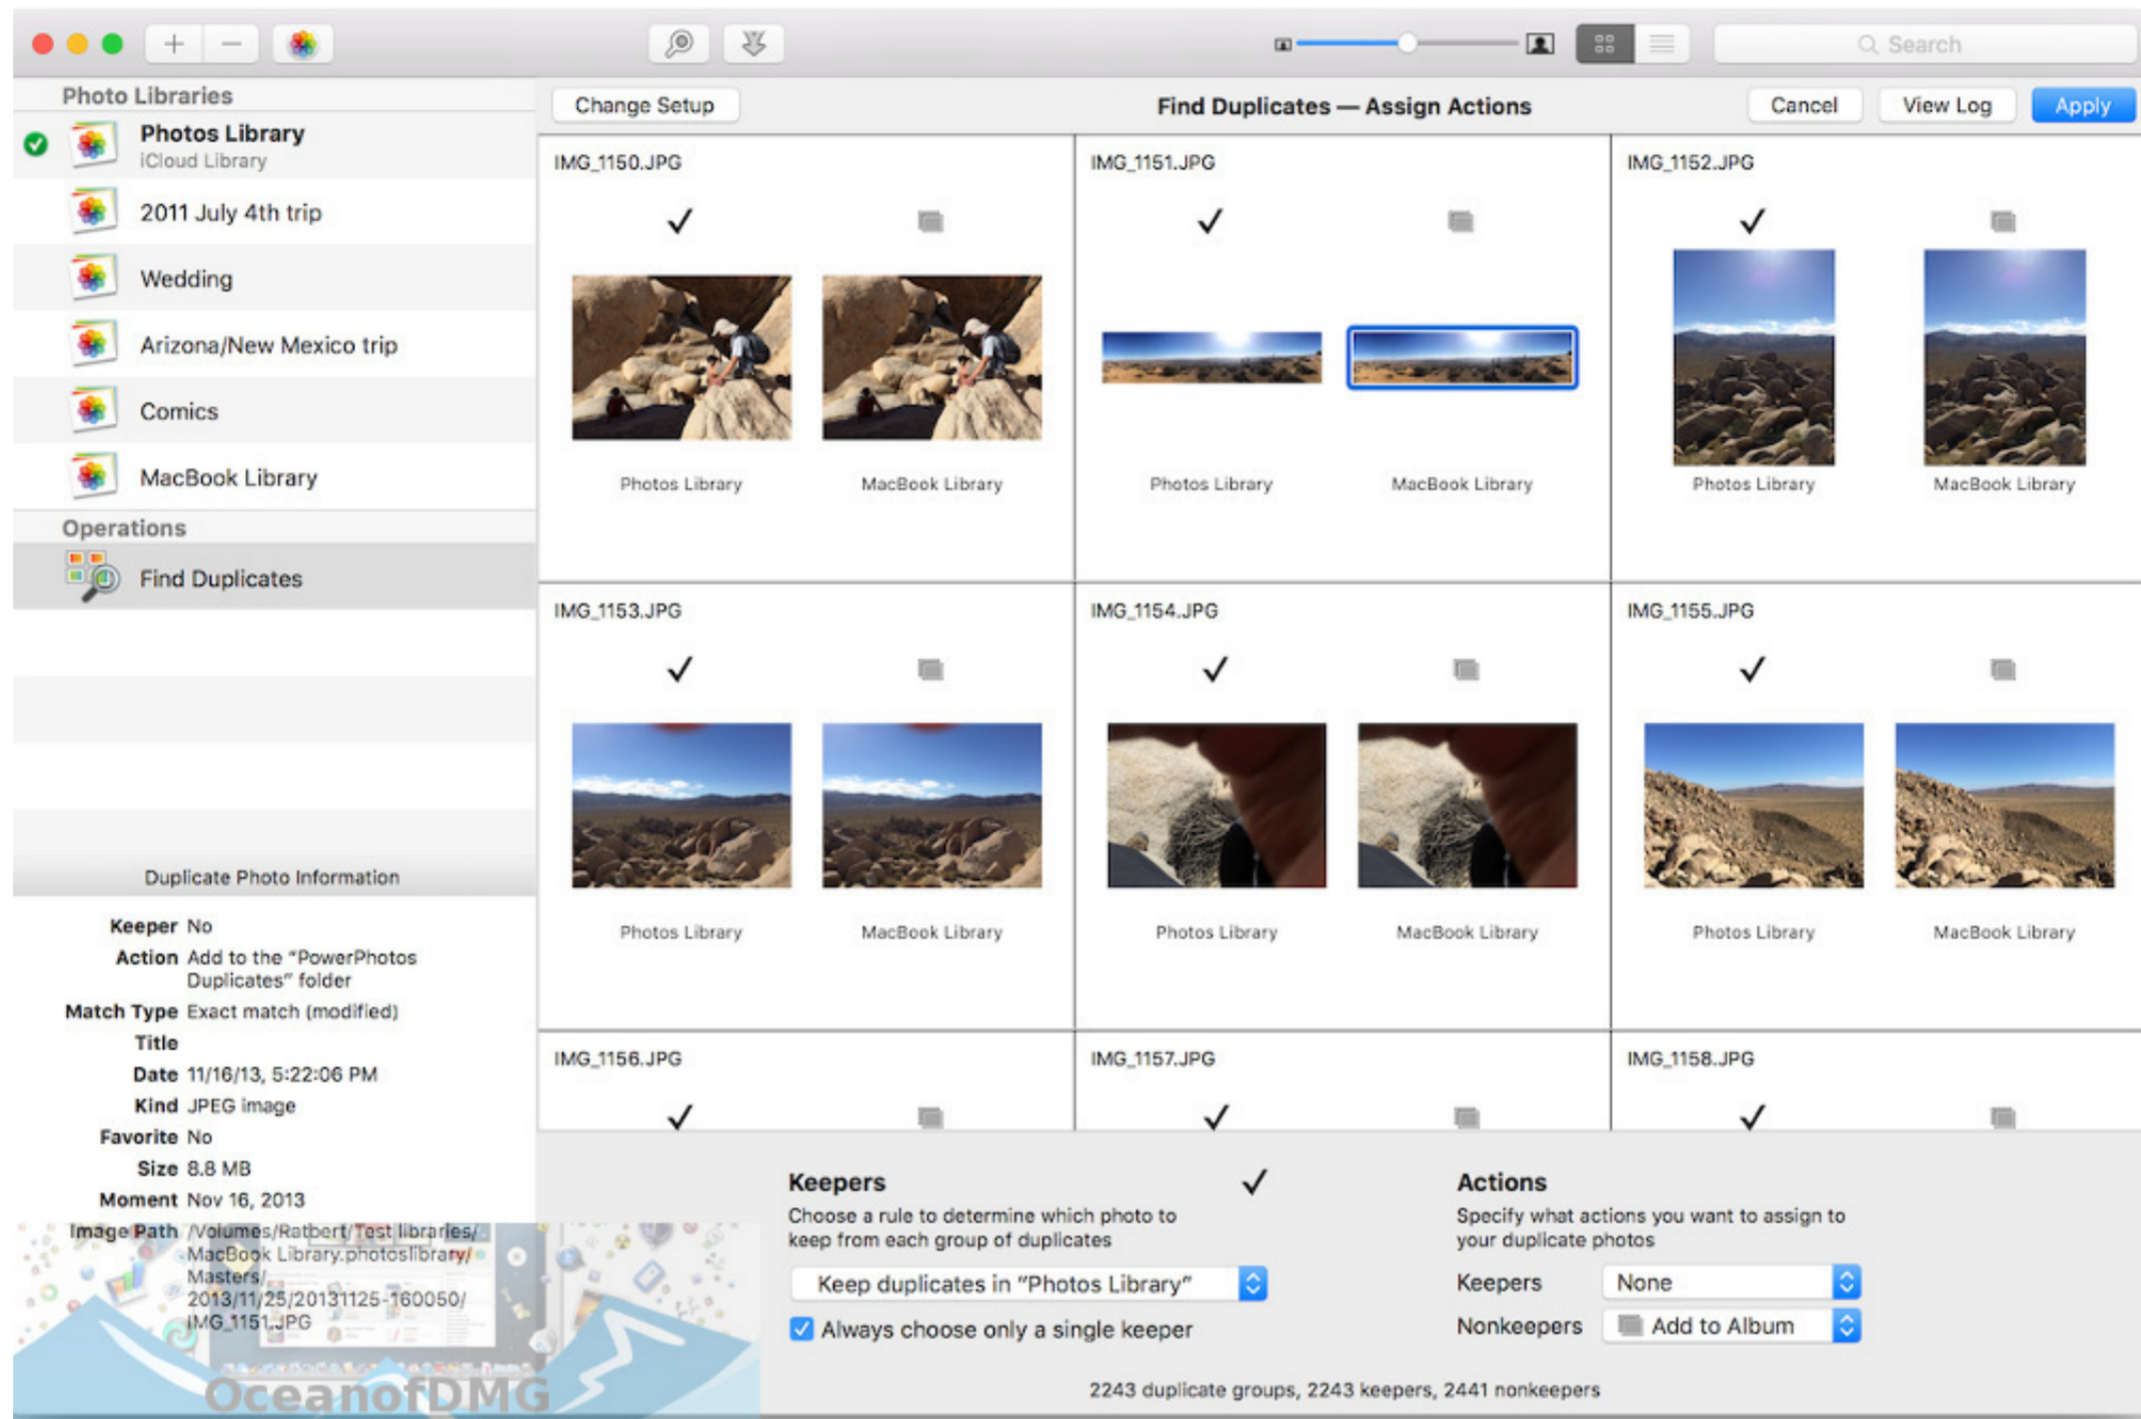 Search
Photo Libraries
Photos Library
iCloud Library
2011 July 4th trip
Wedding
Arizona/New Mexico trip
Comics
MacBook Library
Operations
Find Duplicates
Duplicate Photo Information
Keeper No
Action Add to the “PowerPhotos
Duplicates” folder
Match Type Exact match (modified)
Title
Date 11/16/13, 5:22:06 PM
Kind JPEG image
Favorite No
Size 8.8 MB
Moment Nov 16, 2013
Image Path /Volumes/Ratbert/Test libraries/
MacBook Library.photoslibrary/
Masters/
2013/11/25/20131125-160050/
IMG_1151.JPG
OceanofDMG
Change Setup
Find Duplicates — Assign Actions
Cancel
View Log
Apply
IMG_1150.JPG
Photos Library
MacBook Library
IMG_1151.JPG
Photos Library
MacBook Library
IMG_1152.JPG
Photos Library
MacBook Library
IMG_1153.JPG
Photos Library
MacBook Library
IMG_1154.JPG
Photos Library
MacBook Library
IMG_1155.JPG
Photos Library
MacBook Library
IMG_1156.JPG
IMG_1157.JPG
IMG_1158.JPG
Keepers
Choose a rule to determine which photo to
keep from each group of duplicates
Keep duplicates in “Photos Library”
Always choose only a single keeper
Actions
Specify what actions you want to assign to
your duplicate photos
Keepers None
Nonkeepers Add to Album
2243 duplicate groups, 2243 keepers, 2441 nonkeepers